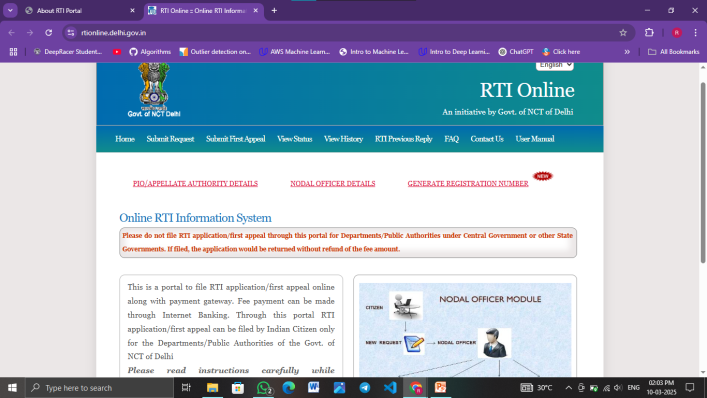 About RTI Portal
RTI Online :: Online RTI Informa
rtionline.delhi.gov.in
DeepRacer Student...
Algorithms
Outlier detection on...
AWS Machine Learn...
Intro to Machine Le...
Intro to Deep Learni...
ChatGPT
Click here
All Bookmarks
English
Govt. of NCT Delhi
RTI Online
An initiative by Govt. of NCT of Delhi
Home Submit Request Submit First Appeal View Status View History RTI Previous Reply FAQ Contact Us User Manual
PIO/APPELLATE AUTHORITY DETAILS NODAL OFFICER DETAILS GENERATE REGISTRATION NUMBER NEW
Online RTI Information System
Please do not file RTI application/first appeal through this portal for Departments/Public Authorities under Central Government or other State
Governments. If filed, the application would be returned without refund of the fee amount.
This is a portal to file RTI application/first appeal online
along with payment gateway. Fee payment can be made
through Internet Banking. Through this portal RTI
application/first appeal can be filed by Indian Citizen only
for the Departments/Public Authorities of the Govt. of
NCT of Delhi
Please read instructions carefully while
NODAL OFFICER MODULE
CITIZEN
NEW REQUEST
NODAL OFFICER
Type here to search
2
30°C
ENG
02:03 PM
10-03-2025